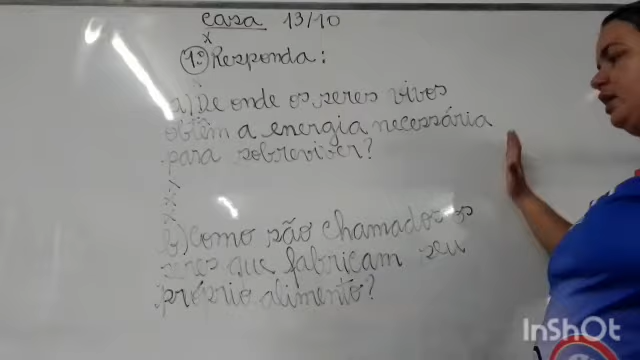 casa 13/10
x
1º Responda:
a) De onde os seres vivos
obtêm a energia necessária
para sobreviver?
b) Como são chamados os
seres que fabricam seu
próprio alimento?
InShOt